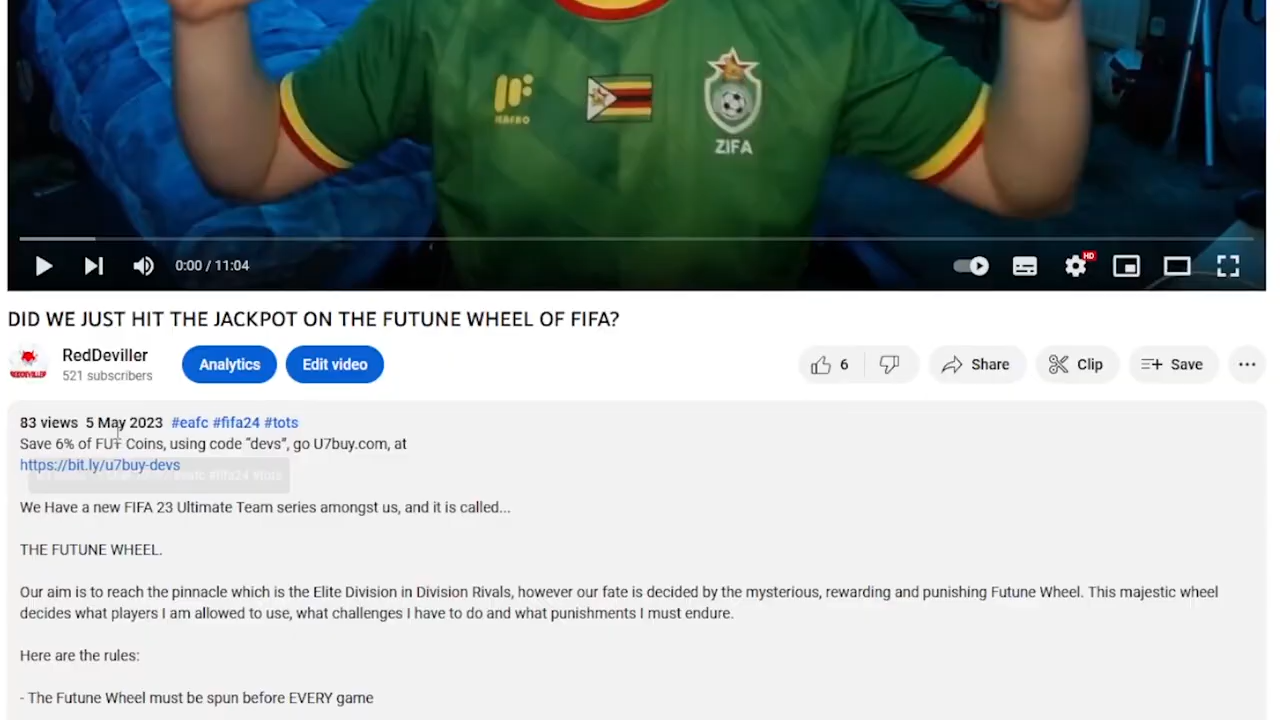 ZIFA
0:00 / 11:04
HD
DID WE JUST HIT THE JACKPOT ON THE FUTUNE WHEEL OF FIFA?
RedDeviller
521 subscribers
Analytics
Edit video
6
Share
Clip
Save
83 views 5 May 2023 #eafc #fifa24 #tots
Save 6% of FUT Coins, using code "devs", go U7buy.com, at
https://bit.ly/u7buy-devs
We Have a new FIFA 23 Ultimate Team series amongst us, and it is called...
THE FUTUNE WHEEL.
Our aim is to reach the pinnacle which is the Elite Division in Division Rivals, however our fate is decided by the mysterious, rewarding and punishing Futune Wheel. This majestic wheel
decides what players I am allowed to use, what challenges I have to do and what punishments I must endure.
Here are the rules:
- The Futune Wheel must be spun before EVERY game